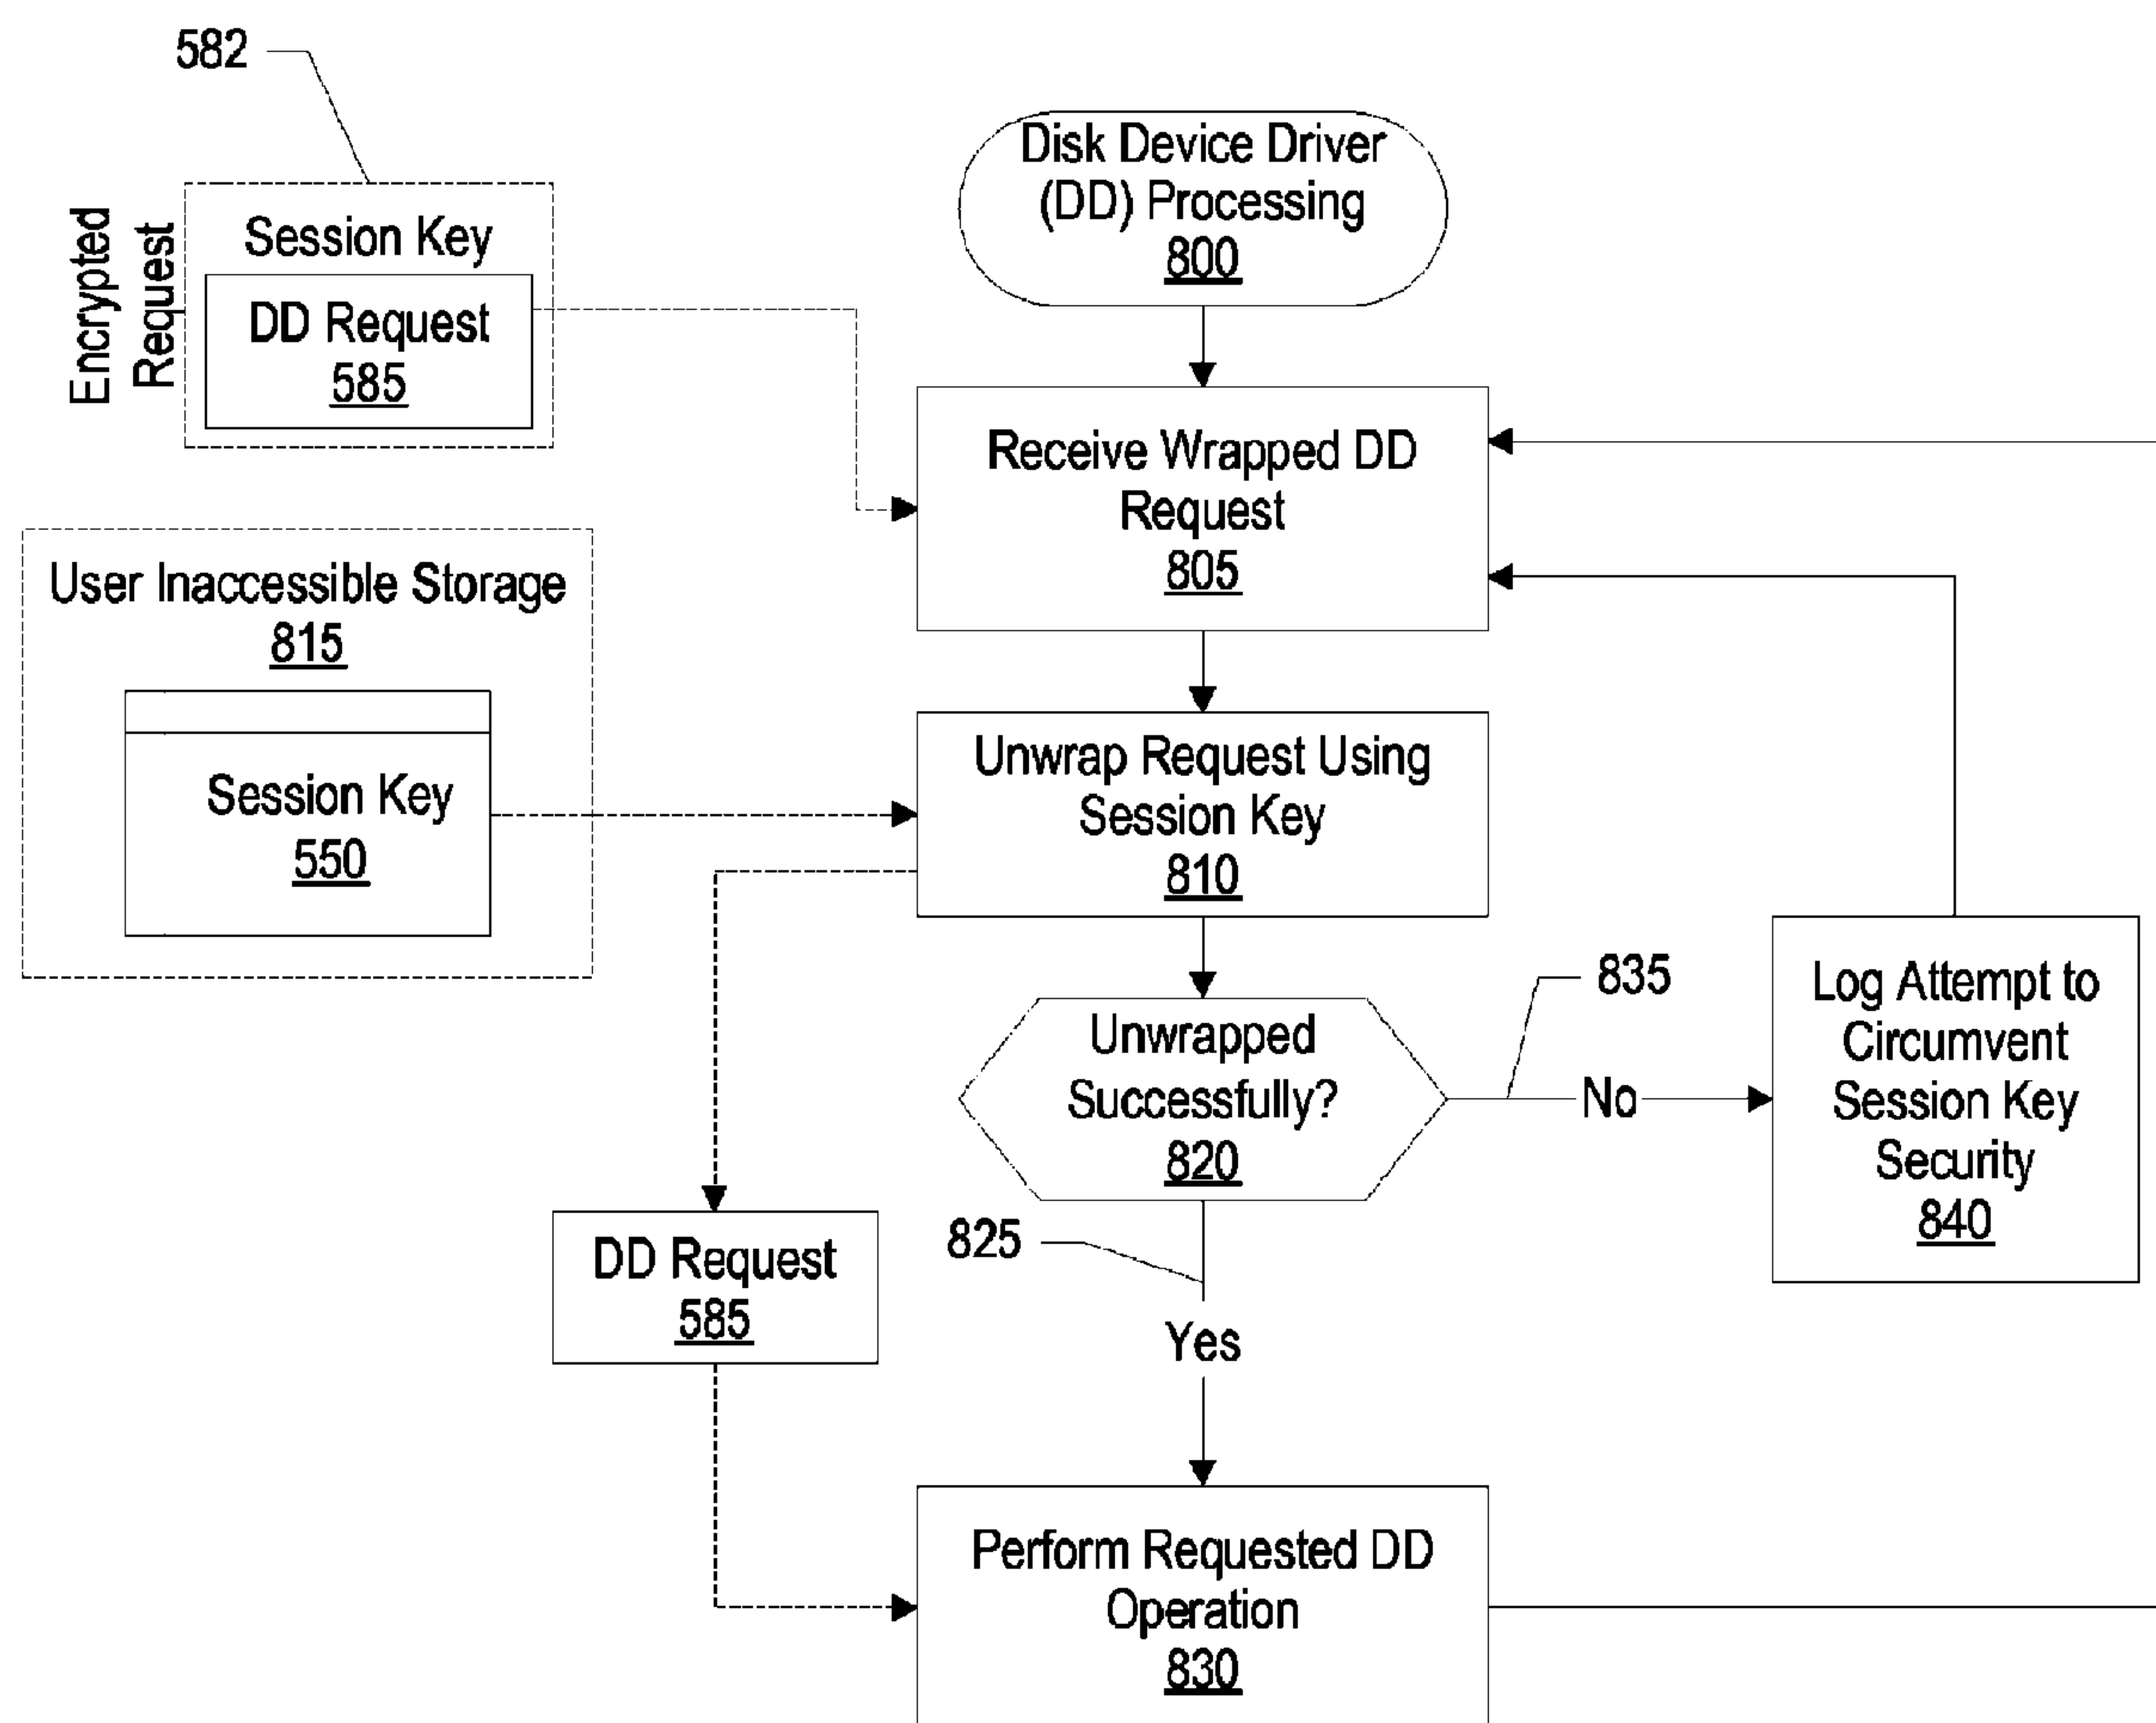 582
Encrypted
Request
Session Key
DD Request
585
Disk Device Driver
(DD) Processing
800
Receive Wrapped DD
Request
805
User Inaccessible Storage
815
Session Key
550
Unwrap Request Using
Session Key
810
Unwrapped
Successfully?
820
835
No
Log Attempt to
Circumvent
Session Key
Security
840
825
Yes
DD Request
585
Perform Requested DD
Operation
830